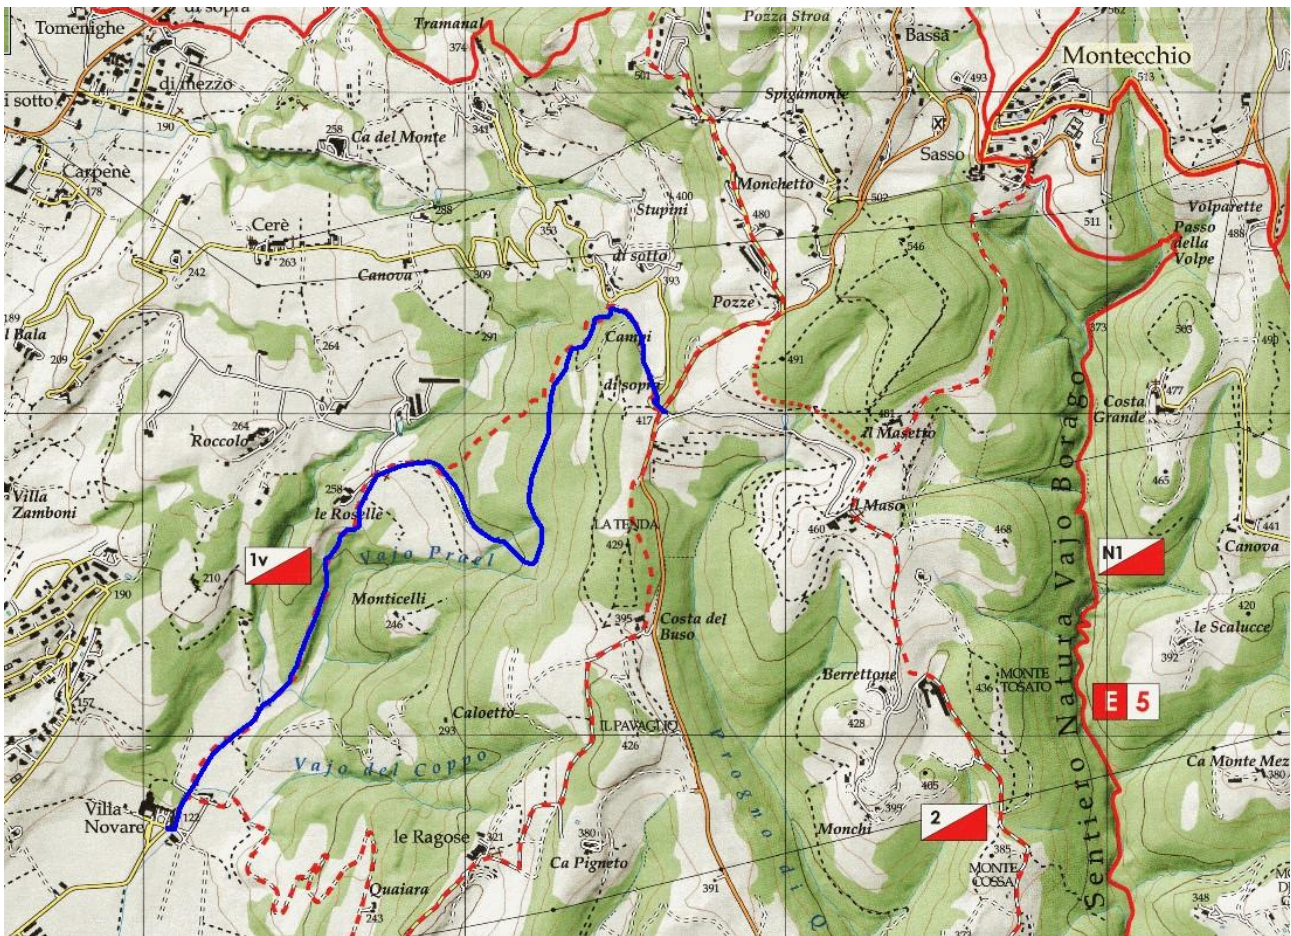 di sopra
Tomenighe
di mezzo
i sotto
190
Carpenè
178
Tramanal
374
341
258
Ca del Monte
288
Cerè
263
242
Canova
309
353
di sotto
393
Stupini
400
501
Pozza Stroa
Spigamonte
Bassa
493
562
Montecchio
513
Sasso
502
Monchetto
480
546
511
Volparette
488
Passo
della
Volpe
Pozze
189
l Bala
209
264
291
Campi
di sopra
417
491
373
503
490
477
Costa
Grande
465
481
il Masetto
Roccolo
264
Villa
Zamboni
258
le Roselle
LA TENDA
429
460
il Maso
468
441
Canova
1v
Vajo Prael
N1
210
190
Monticelli
246
395
Costa del
Buso
420
le Scalucce
392
Berrettone
436
MONTE
TOSATO
428
E 5
Sentiero Natura Vajo Borago
157
Caloetto
293
IL PAVAGLIO
426
Vajo del Coppo
Progno di Q
Ca Monte Mez
380
405
395
Monchi
2
Villa
Novare
122
le Ragose
321
380
Ca Pigneto
385
MONTE
COSSA
Quaiara
243
391
428
373
348